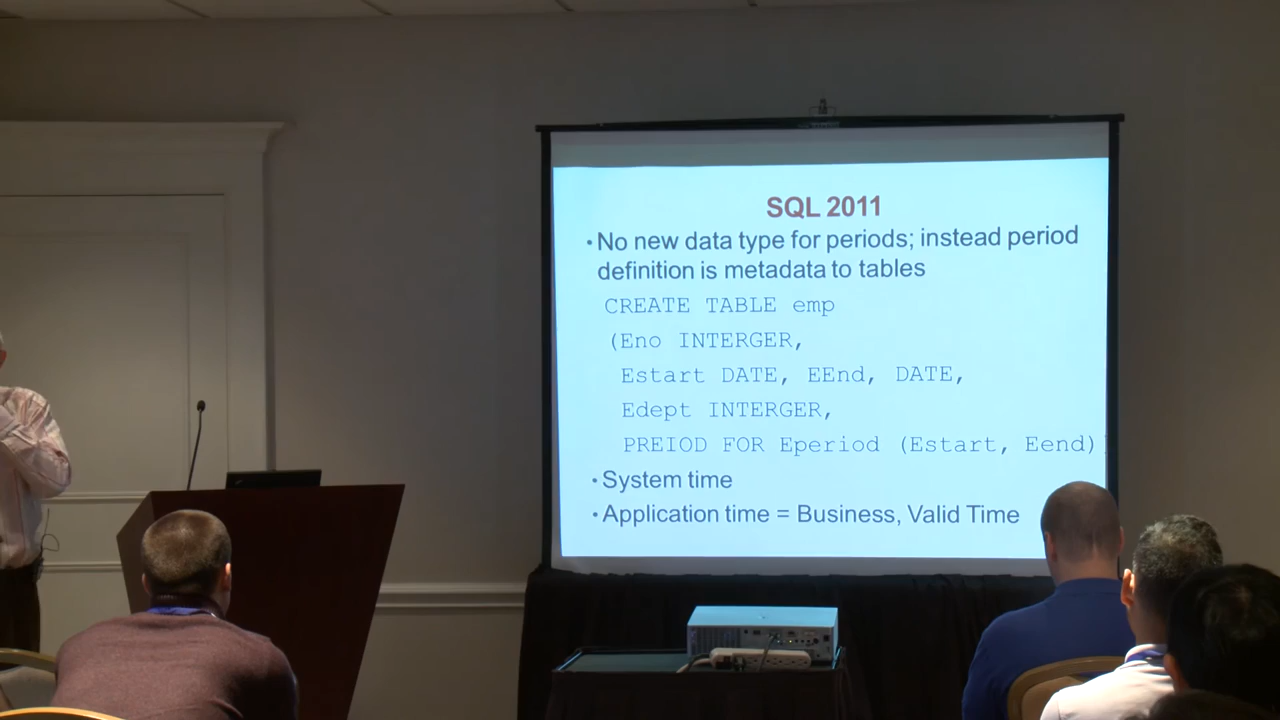 SQL 2011
• No new data type for periods; instead period
definition is metadata to tables
CREATE TABLE emp
(Eno INTERGER,
Estart DATE, EEnd, DATE,
Edept INTERGER,
PREIOD FOR Eperiod (Estart, Eend)
• System time
• Application time = Business, Valid Time